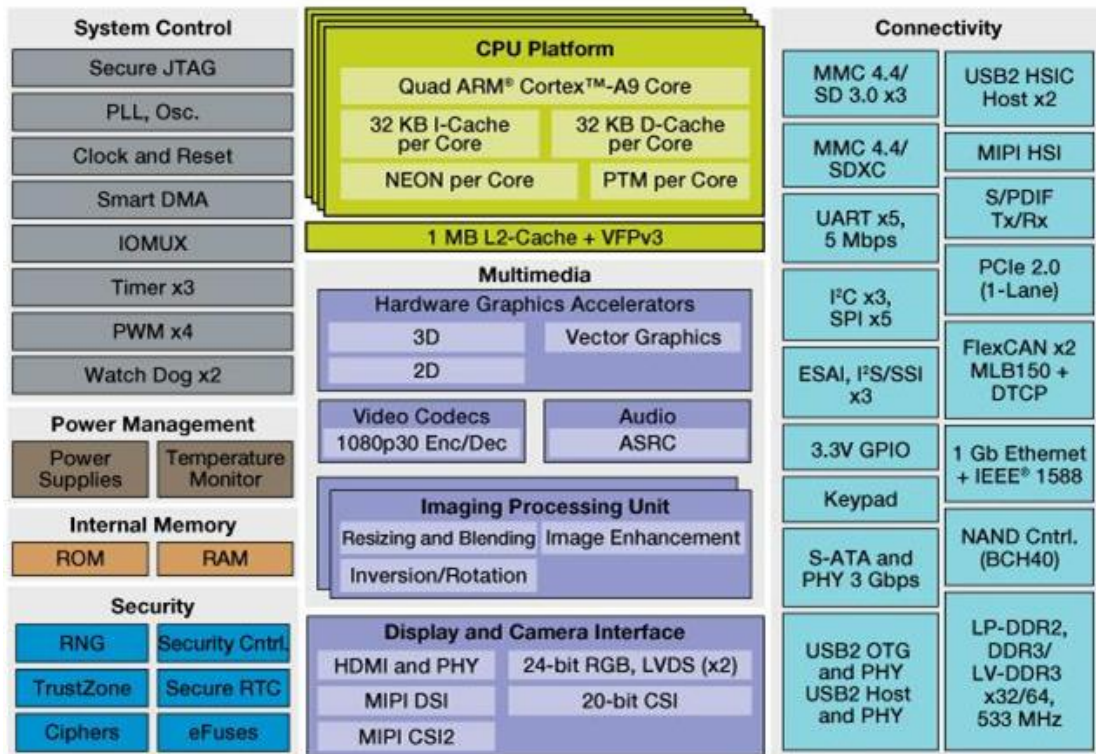 System Control
Secure JTAG
PLL, Osc.
Clock and Reset
Smart DMA
IOMUX
Timer x3
PWM x4
Watch Dog x2
Power Management
Power
Supplies
Temperature
Monitor
Internal Memory
ROM
RAM
Security
RNG
Security Cntrl.
TrustZone
Secure RTC
Ciphers
eFuses
CPU Platform
Quad ARM® Cortex™-A9 Core
32 KB I-Cache
per Core
32 KB D-Cache
per Core
NEON per Core
PTM per Core
1 MB L2-Cache + VFPv3
Multimedia
Hardware Graphics Accelerators
3D
Vector Graphics
2D
Video Codecs
1080p30 Enc/Dec
Audio
ASRC
Imaging Processing Unit
Resizing and Blending
Image Enhancement
Inversion/Rotation
Display and Camera Interface
HDMI and PHY
24-bit RGB, LVDS (x2)
MIPI DSI
20-bit CSI
MIPI CSI2
Connectivity
MMC 4.4/
SD 3.0 x3
MMC 4.4/
SDXC
UART x5,
5 Mbps
I²C x3,
SPI x5
ESAI, I²S/SSI
x3
3.3V GPIO
Keypad
S-ATA and
PHY 3 Gbps
USB2 OTG
and PHY
USB2 Host
and PHY
USB2 HSIC
Host x2
MIPI HSI
S/PDIF
Tx/Rx
PCIe 2.0
(1-Lane)
FlexCAN x2
MLB150 +
DTCP
1 Gb Ethernet
+ IEEE® 1588
NAND Cntrl.
(BCH40)
LP-DDR2,
DDR3/
LV-DDR3
x32/64,
533 MHz